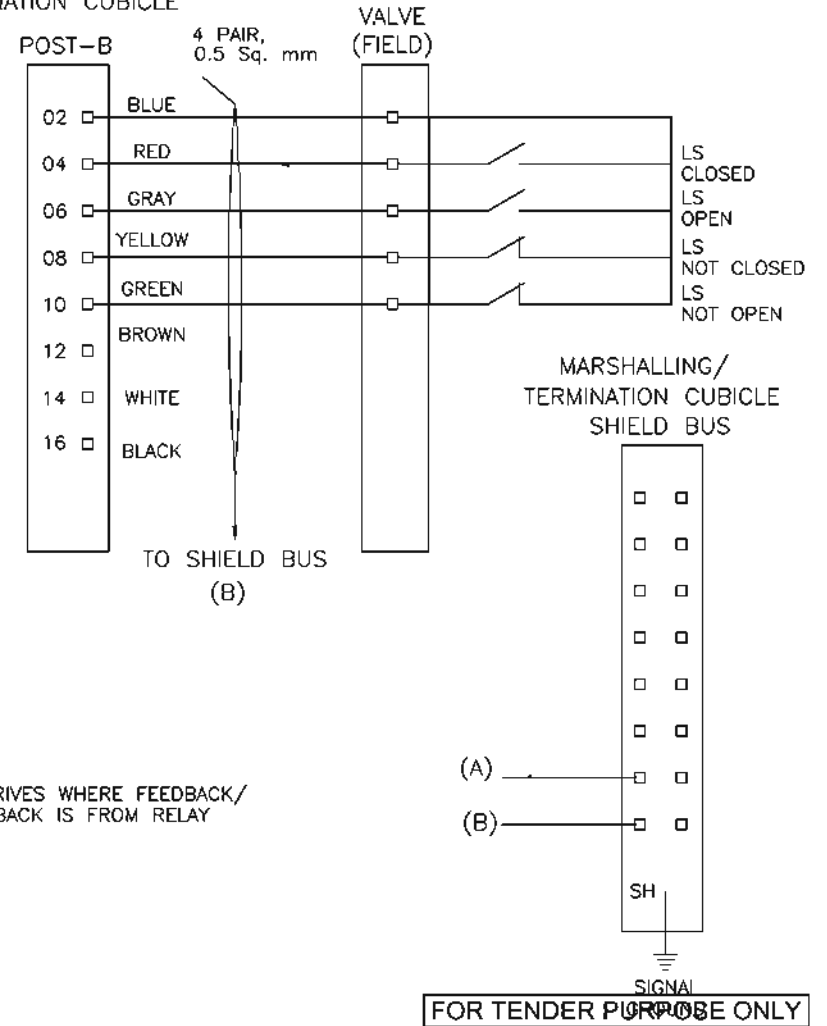 CUBICLE
POST-B
4 PAIR,
0.5 Sq. mm
VALVE
(FIELD)
02 BLUE
04 RED
06 GRAY
08 YELLOW
10 GREEN
12 BROWN
14 WHITE
16 BLACK
LS
CLOSED
LS
OPEN
LS
NOT CLOSED
LS
NOT OPEN
TO SHIELD BUS
(B)
MARSHALLING/
TERMINATION CUBICLE
SHIELD BUS
(A)
(B)
SH
WHERE FEEDBACK/
IS FROM RELAY
SIGNAL
FOR TENDER PURPOSE ONLY